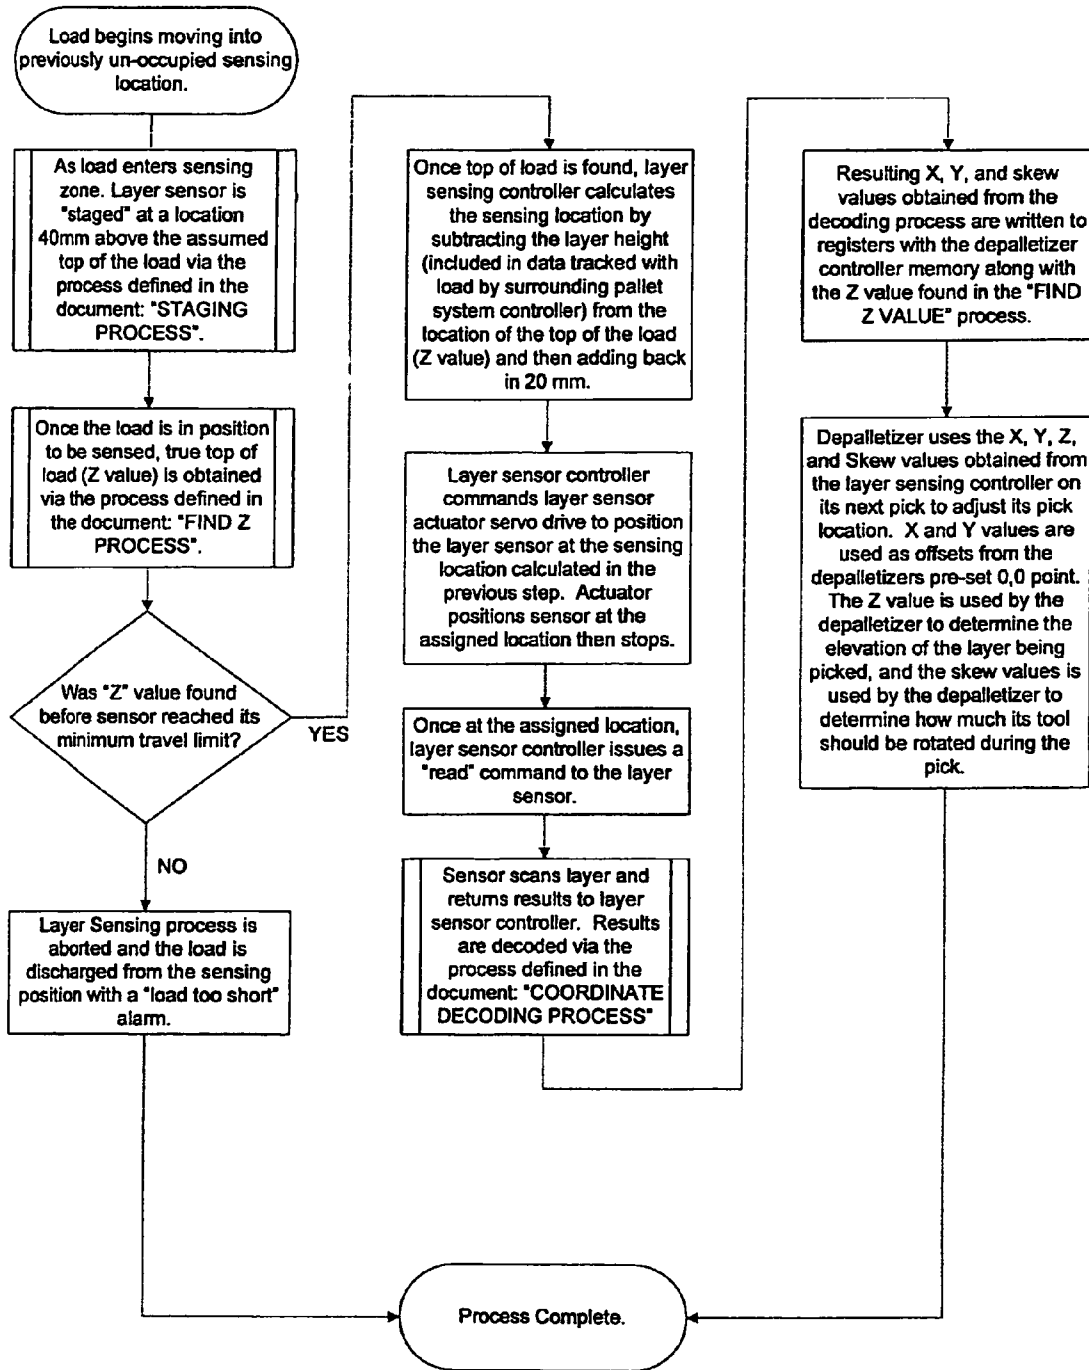 Load begins moving into
previously un-occupied sensing
location.
As load enters sensing
zone. Layer sensor is
"staged" at a location
40mm above the assumed
top of the load via the
process defined in the
document: "STAGING
PROCESS".
Once the load is in position
to be sensed, true top of
load (Z value) is obtained
via the process defined in
the document: "FIND Z
PROCESS".
Was "Z" value found
before sensor reached its
minimum travel limit?
YES
NO
Layer Sensing process is
aborted and the load is
discharged from the sensing
position with a "load too short"
alarm.
Once top of load is found, layer
sensing controller calculates
the sensing location by
subtracting the layer height
(included in data tracked with
load by surrounding pallet
system controller) from the
location of the top of the load
(Z value) and then adding back
in 20 mm.
Layer sensor controller
commands layer sensor
actuator servo drive to position
the layer sensor at the sensing
location calculated in the
previous step. Actuator
positions sensor at the
assigned location then stops.
Once at the assigned location,
layer sensor controller issues a
"read" command to the layer
sensor.
Sensor scans layer and
returns results to layer
sensor controller. Results
are decoded via the
process defined in the
document: "COORDINATE
DECODING PROCESS"
Resulting X, Y, and skew
values obtained from the
decoding process are written to
registers with the depalletizer
controller memory along with
the Z value found in the "FIND
Z VALUE" process.
Depalletizer uses the X, Y, Z,
and Skew values obtained from
the layer sensing controller on
its next pick to adjust its pick
location. X and Y values are
used as offsets from the
depalletizers pre-set 0,0 point.
The Z value is used by the
depalletizer to determine the
elevation of the layer being
picked, and the skew values is
used by the depalletizer to
determine how much its tool
should be rotated during the
pick.
Process Complete.